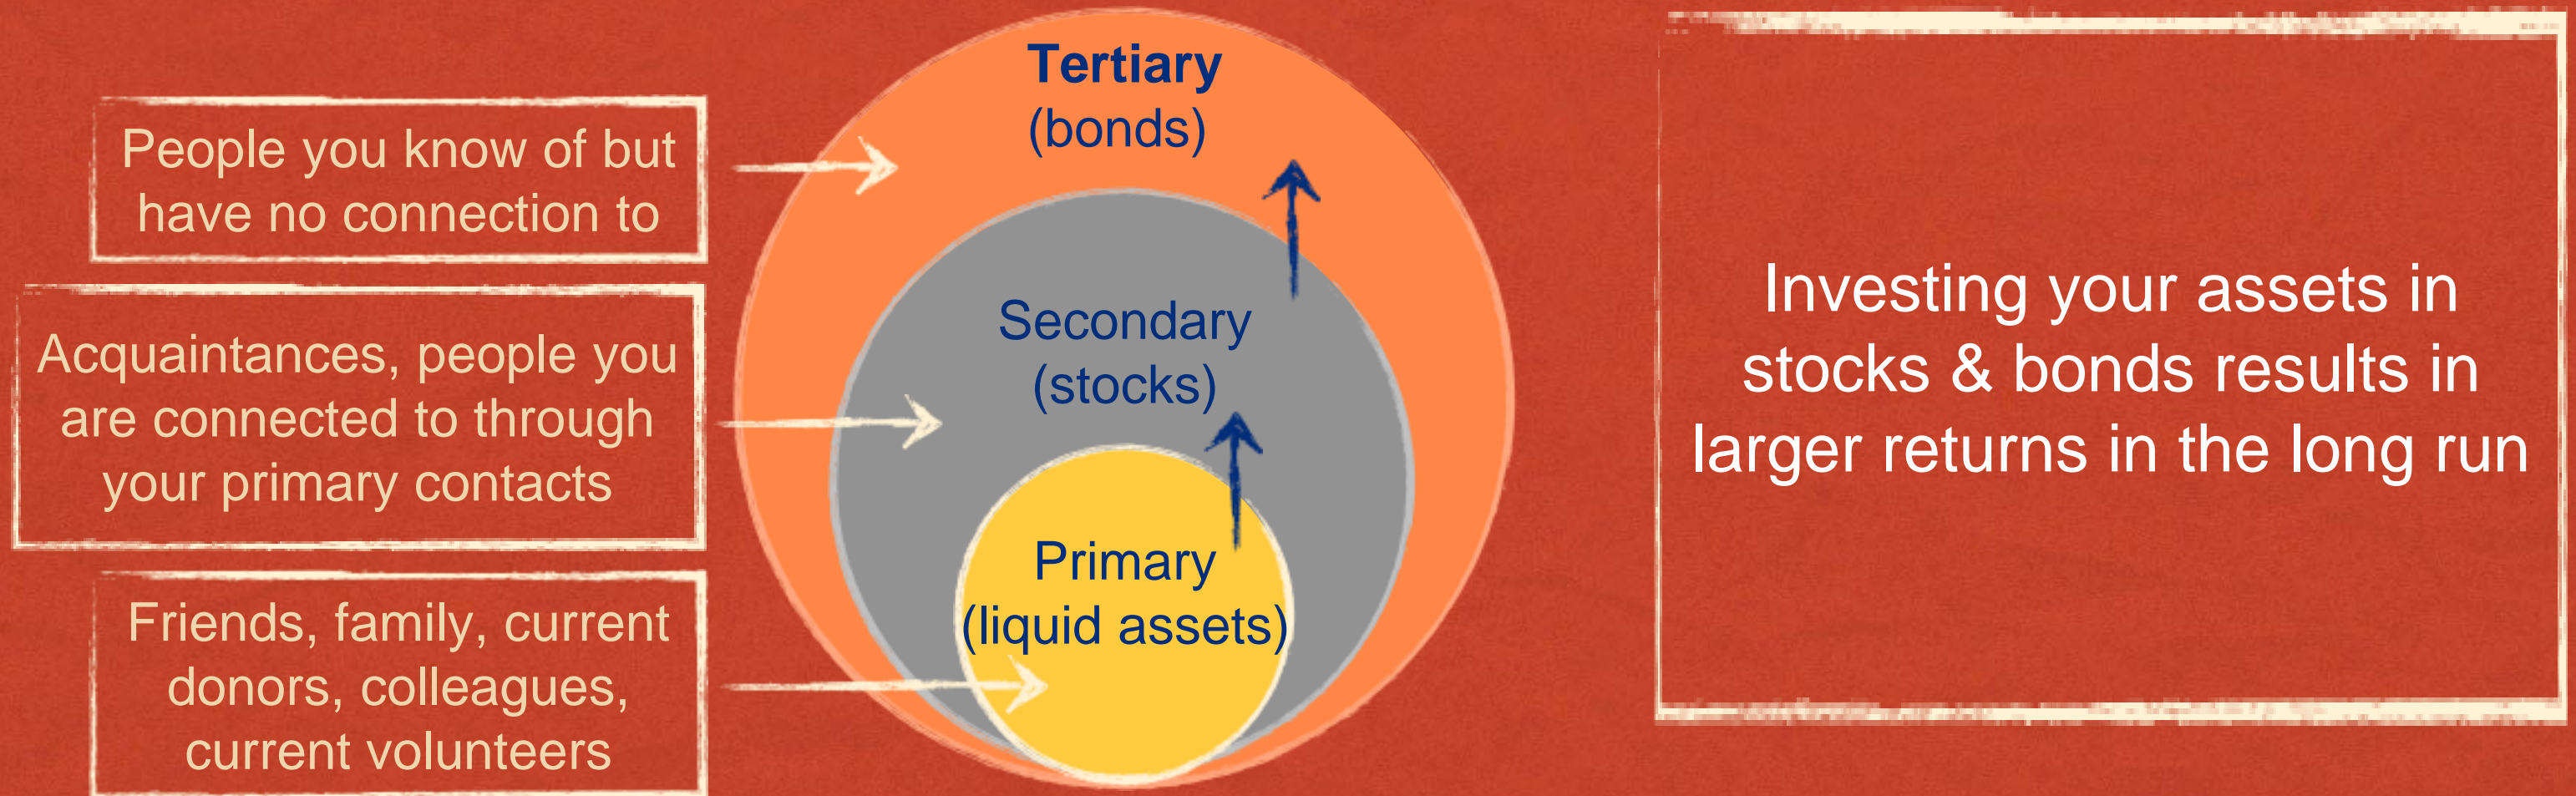 People you know of but
have no connection to
Acquaintances, people you
are connected to through
your primary contacts
Friends, family, current
donors, colleagues,
current volunteers
Tertiary
(bonds)
Secondary
(stocks)
Primary
(liquid assets)
Investing your assets in
stocks & bonds results in
larger returns in the long run